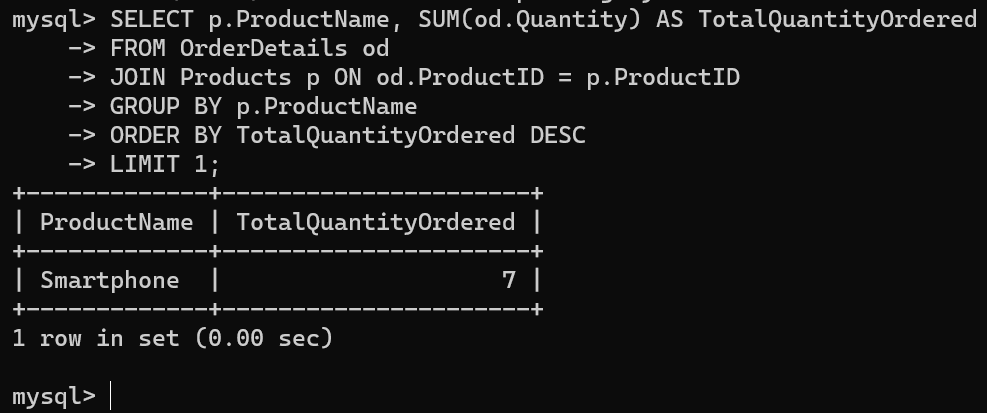 mysql> SELECT p.ProductName, SUM(od.Quantity) AS TotalQuantityOrdered
    -> FROM OrderDetails od
    -> JOIN Products p ON od.ProductID = p.ProductID
    -> GROUP BY p.ProductName
    -> ORDER BY TotalQuantityOrdered DESC
    -> LIMIT 1;
+-------------+----------------------+
| ProductName | TotalQuantityOrdered |
+-------------+----------------------+
| Smartphone  |                    7 |
+-------------+----------------------+
1 row in set (0.00 sec)
mysql>